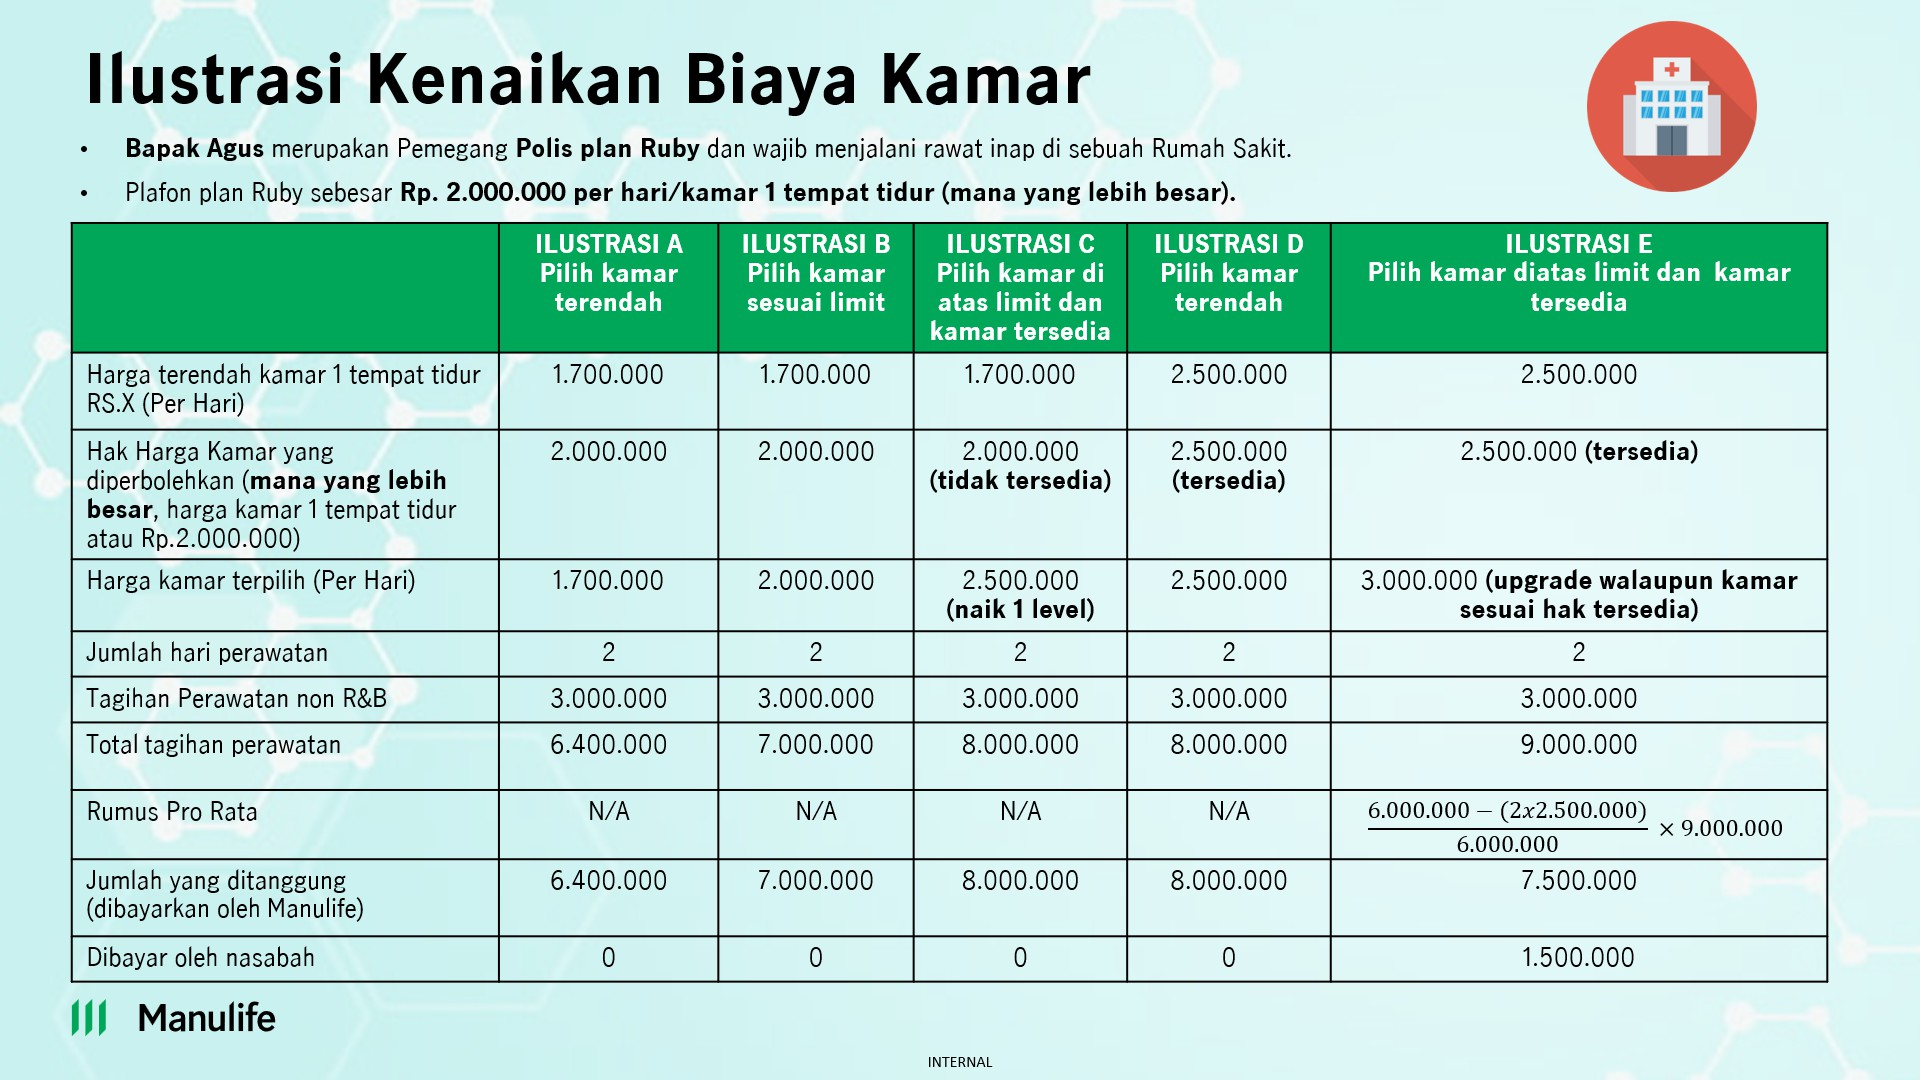 Ilustrasi Kenaikan Biaya Kamar
• Bapak Agus merupakan Pemegang Polis plan Ruby dan wajib menjalani rawat inap di sebuah Rumah Sakit.
• Plafon plan Ruby sebesar Rp. 2.000.000 per hari/kamar 1 tempat tidur (mana yang lebih besar).
ILUSTRASI A
Pilih kamar
terendah
ILUSTRASI B
Pilih kamar
sesuai limit
ILUSTRASI C
Pilih kamar di
atas limit dan
kamar tersedia
ILUSTRASI D
Pilih kamar
terendah
ILUSTRASI E
Pilih kamar diatas limit dan kamar
tersedia
Harga terendah kamar 1 tempat tidur
RS.X (Per Hari)
1.700.000
1.700.000
1.700.000
2.500.000
2.500.000
Hak Harga Kamar yang
diperbolehkan (mana yang lebih
besar, harga kamar 1 tempat tidur
atau Rp.2.000.000)
2.000.000
2.000.000
2.000.000
(tidak tersedia)
2.500.000
(tersedia)
2.500.000 (tersedia)
Harga kamar terpilih (Per Hari)
1.700.000
2.000.000
2.500.000
(naik 1 level)
2.500.000
3.000.000 (upgrade walaupun kamar
sesuai hak tersedia)
Jumlah hari perawatan
2
2
2
2
2
Tagihan Perawatan non R&B
3.000.000
3.000.000
3.000.000
3.000.000
3.000.000
Total tagihan perawatan
6.400.000
7.000.000
8.000.000
8.000.000
9.000.000
Rumus Pro Rata
N/A
N/A
N/A
N/A
6.000.000 − (2x2.500.000)
6.000.000
× 9.000.000
Jumlah yang ditanggung
(dibayarkan oleh Manulife)
6.400.000
7.000.000
8.000.000
8.000.000
7.500.000
Dibayar oleh nasabah
0
0
0
0
1.500.000
Manulife
INTERNAL